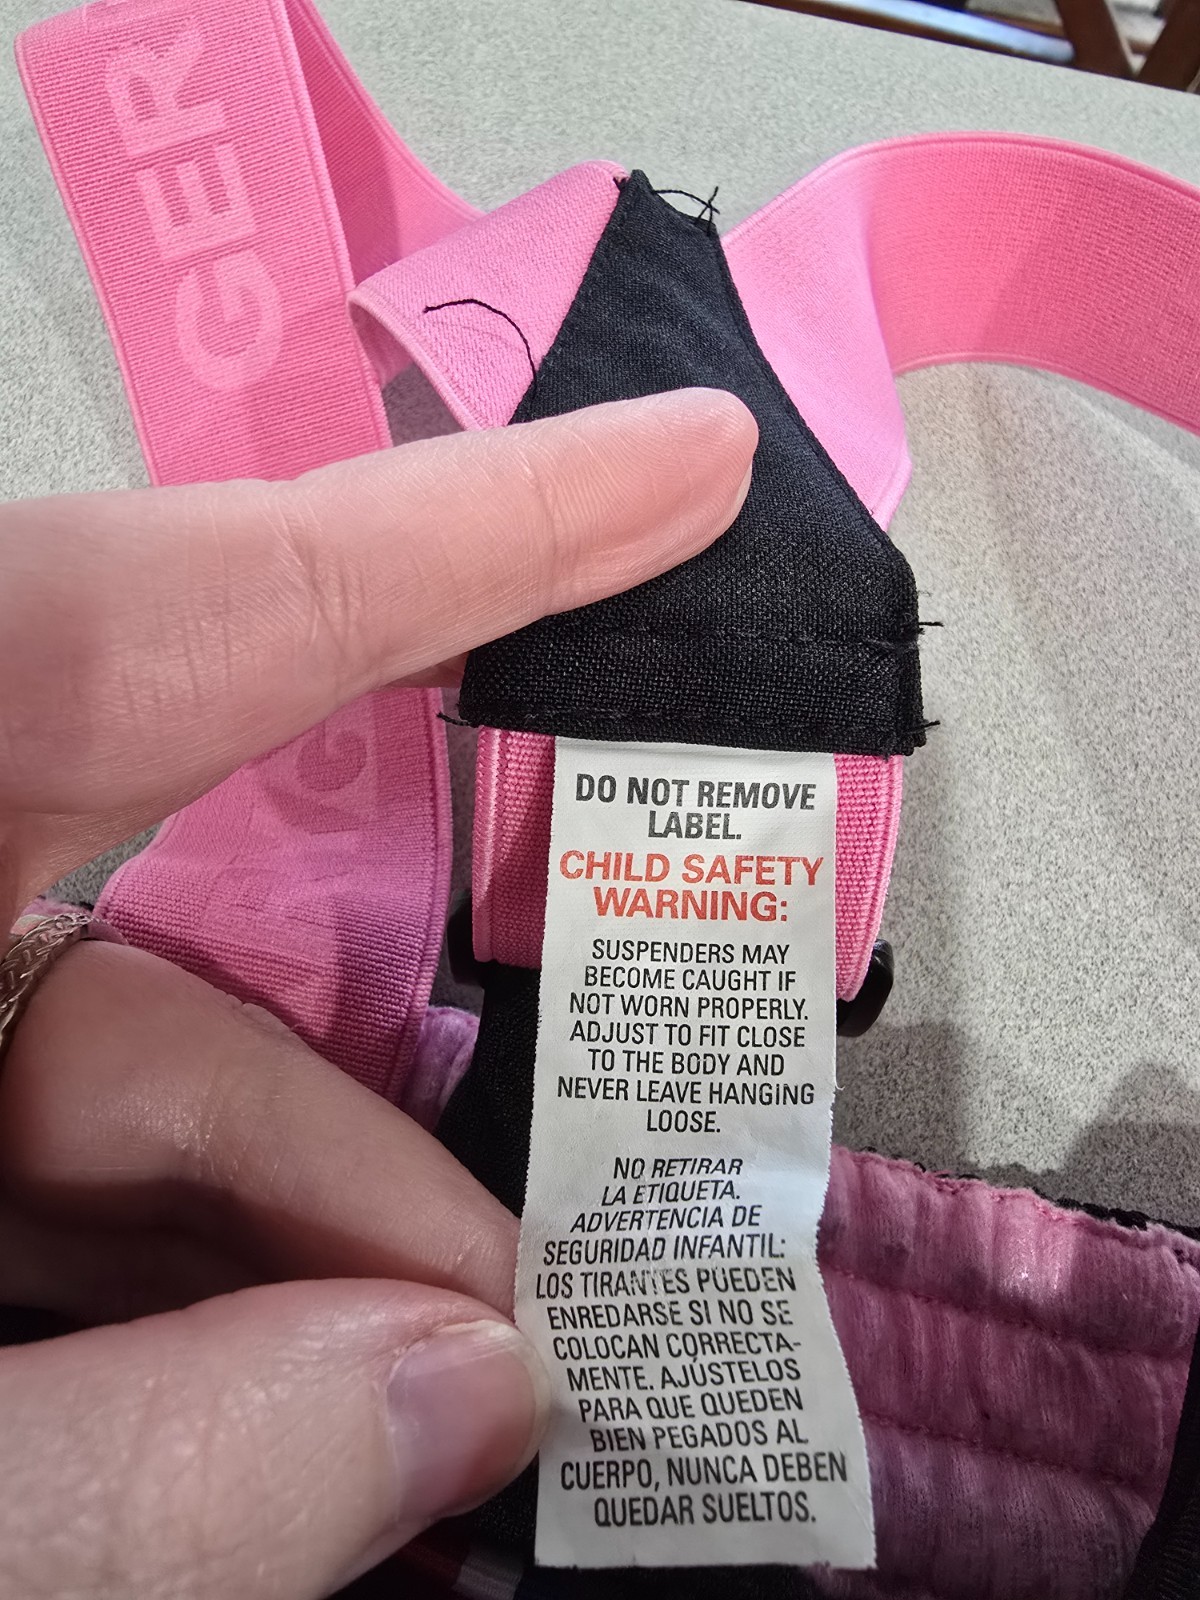 GER
DO NOT REMOVE
LABEL.
CHILD SAFETY
WARNING:
SUSPENDERS MAY
BECOME CAUGHT IF
NOT WORN PROPERLY.
ADJUST TO FIT CLOSE
TO THE BODY AND
NEVER LEAVE HANGING
LOOSE.
NO RETIRAR
LA ETIQUETA.
ADVERTENCIA DE
SEGURIDAD INFANTIL:
LOS TIRANTES PUEDEN
ENREDARSE SI NO SE
COLOCAN CORRECTA-
MENTE. AJÚSTELOS
PARA QUE QUEDEN
BIEN PEGADOS AL
CUERPO, NUNCA DEBEN
QUEDAR SUELTOS.